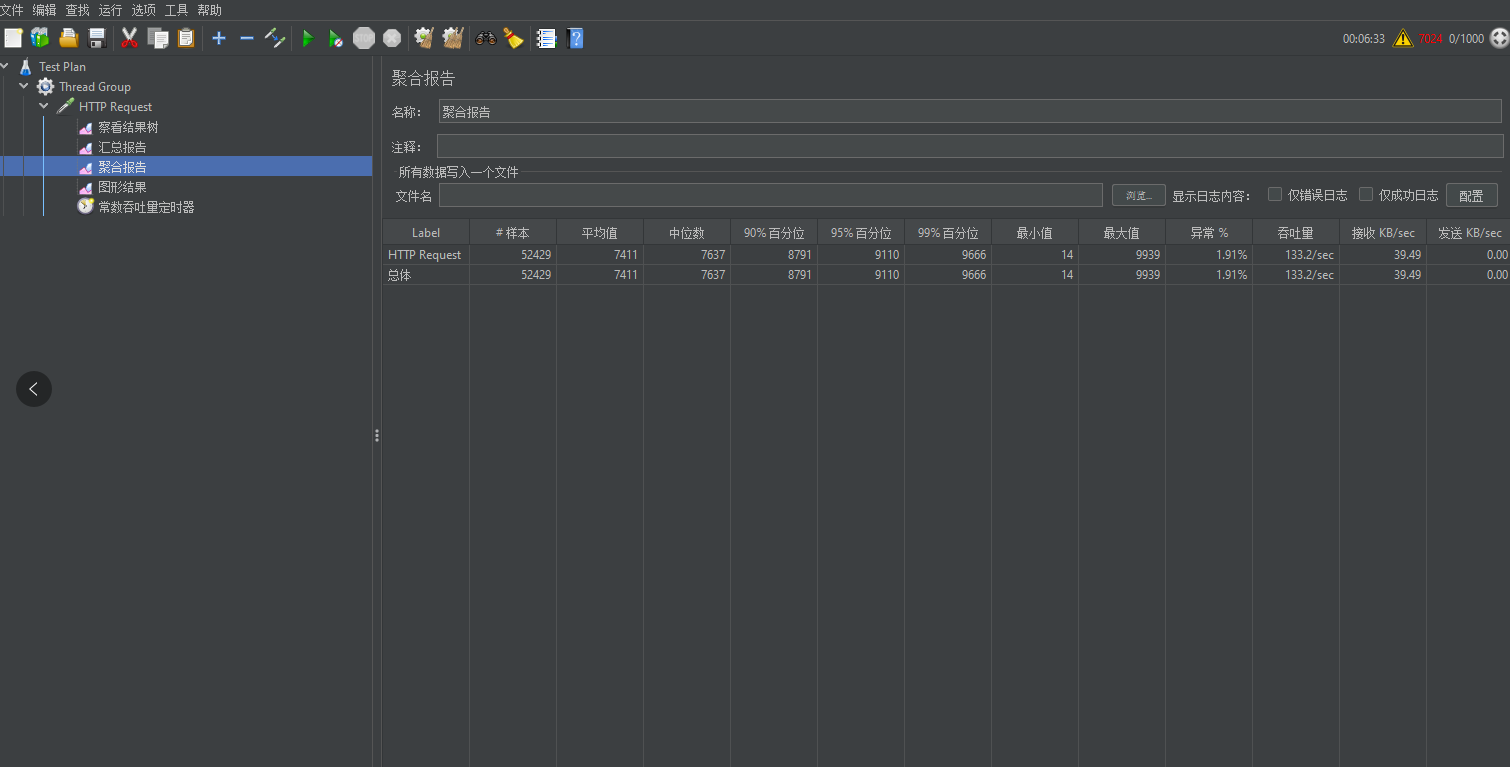 文件 编辑 查找 运行 选项 工具 帮助
00:06:33 7024 0/1000
Test Plan
Thread Group
HTTP Request
察看结果树
汇总报告
聚合报告
图形结果
常数吞吐量定时器
聚合报告
名称： 聚合报告
注释：
所有数据写入一个文件
文件名 浏览... 显示日志内容： 仅错误日志 仅成功日志 配置
Label # 样本 平均值 中位数 90% 百分位 95% 百分位 99% 百分位 最小值 最大值 异常 % 吞吐量 接收 KB/sec 发送 KB/sec
HTTP Request 52429 7411 7637 8791 9110 9666 14 9939 1.91% 133.2/sec 39.49 0.00
总体 52429 7411 7637 8791 9110 9666 14 9939 1.91% 133.2/sec 39.49 0.00